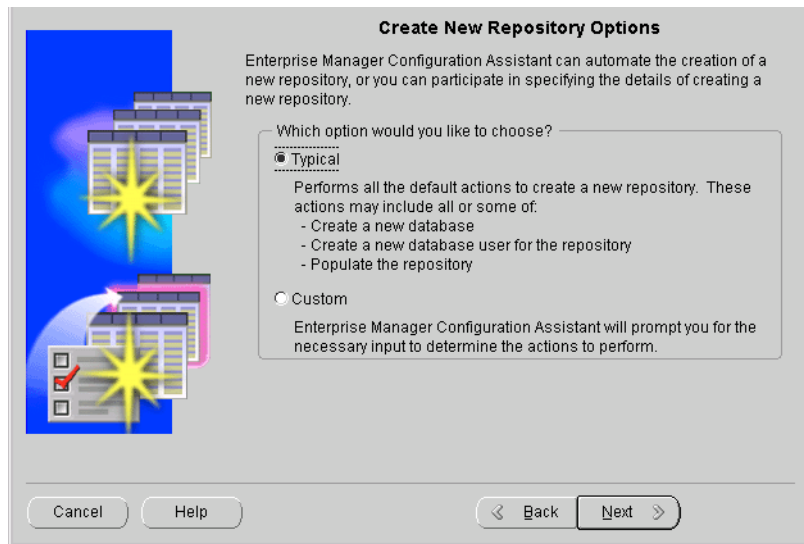 Create New Repository Options
Enterprise Manager Configuration Assistant can automate the creation of a
new repository, or you can participate in specifying the details of creating a
new repository.
Which option would you like to choose?
Typical
Performs all the default actions to create a new repository. These
actions may include all or some of:
- Create a new database
- Create a new database user for the repository
- Populate the repository
Custom
Enterprise Manager Configuration Assistant will prompt you for the
necessary input to determine the actions to perform.
Cancel
Help
Back
Next